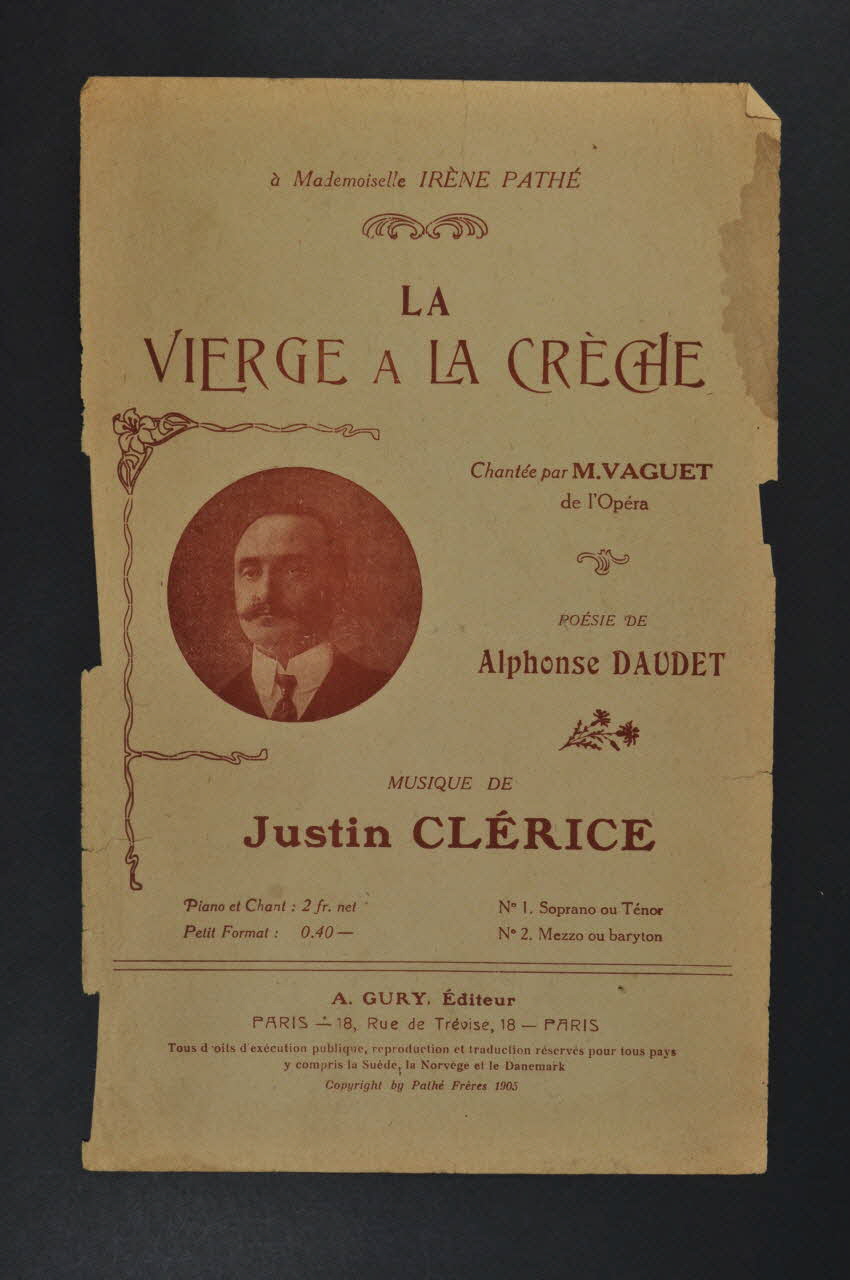 à Mademoiselle IRÈNE PATHÉ
LA
VIERGE A LA CRÈCHE
Chantée par M. VAGUET
de l'Opéra
POÉSIE DE
Alphonse DAUDET
MUSIQUE DE
Justin CLÉRICE
Piano et Chant : 2 fr. net
Petit Format : 0.40 —
N° 1. Soprano ou Ténor
N° 2. Mezzo ou baryton
A. GURY, Éditeur
PARIS — 18, Rue de Trévise, 18 — PARIS
Tous droits d'exécution publique, reproduction et traduction réservés pour tous pays
y compris la Suède, la Norvège et le Danemark
Copyright by Pathé Frères 1905